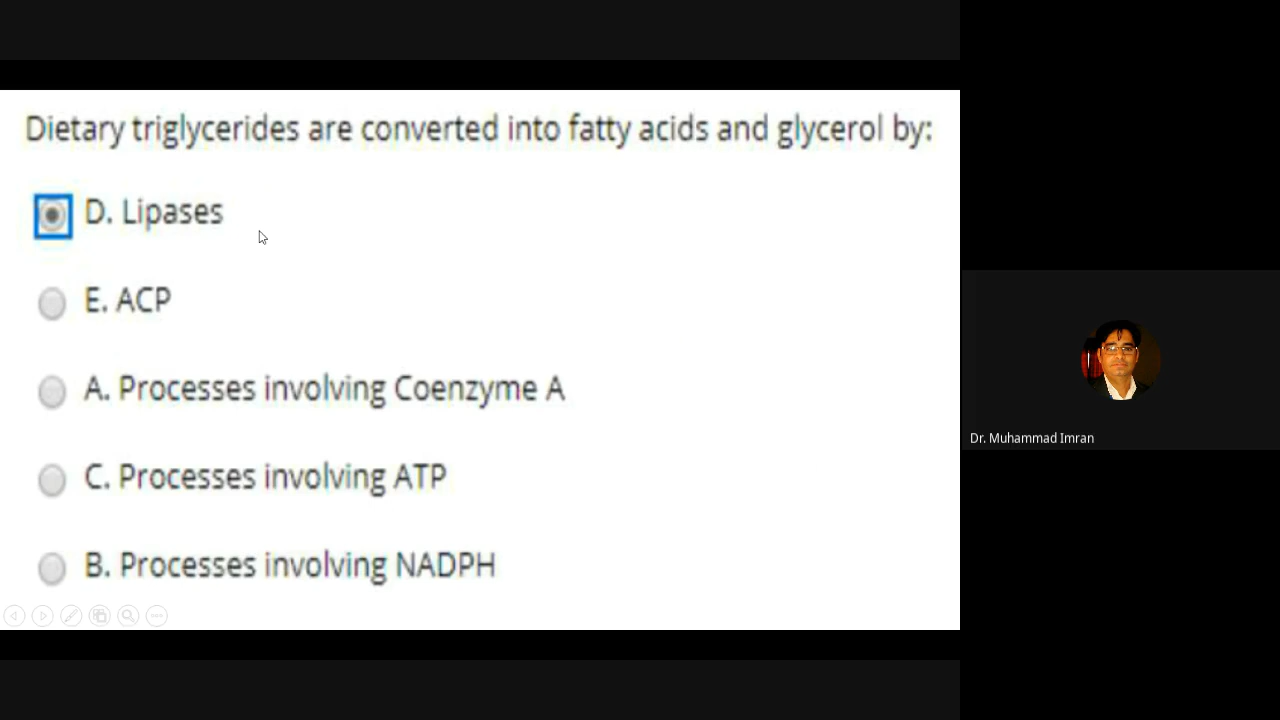 Dietary triglycerides are converted into fatty acids and glycerol by:
D. Lipases
E. ACP
A. Processes involving Coenzyme A
C. Processes involving ATP
B. Processes involving NADPH
Dr. Muhammad Imran